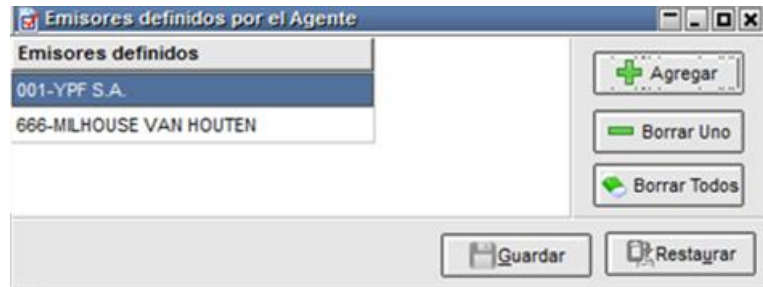 Emisores definidos por el Agente
Emisores definidos
001-YPF S.A.
666-MILHOUSE VAN HOUTEN
Agregar
Borrar Uno
Borrar Todos
Guardar
Restaurar